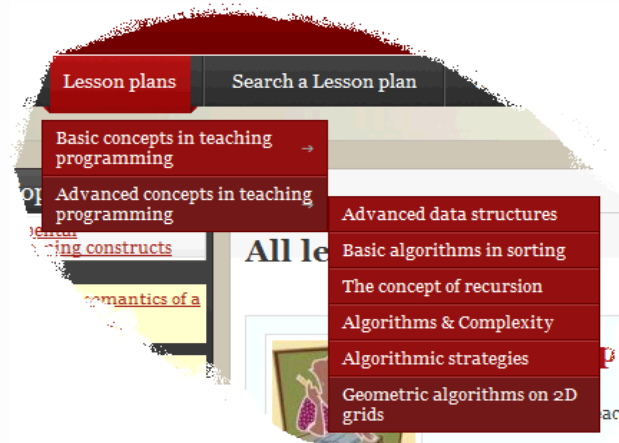 Lesson plans
Search a Lesson plan
Basic concepts in teaching
programming →
Advanced concepts in teaching
programming →
Advanced data structures
Basic algorithms in sorting
The concept of recursion
Algorithms & Complexity
Algorithmic strategies
Geometric algorithms on 2D
grids
constructs
of a
All